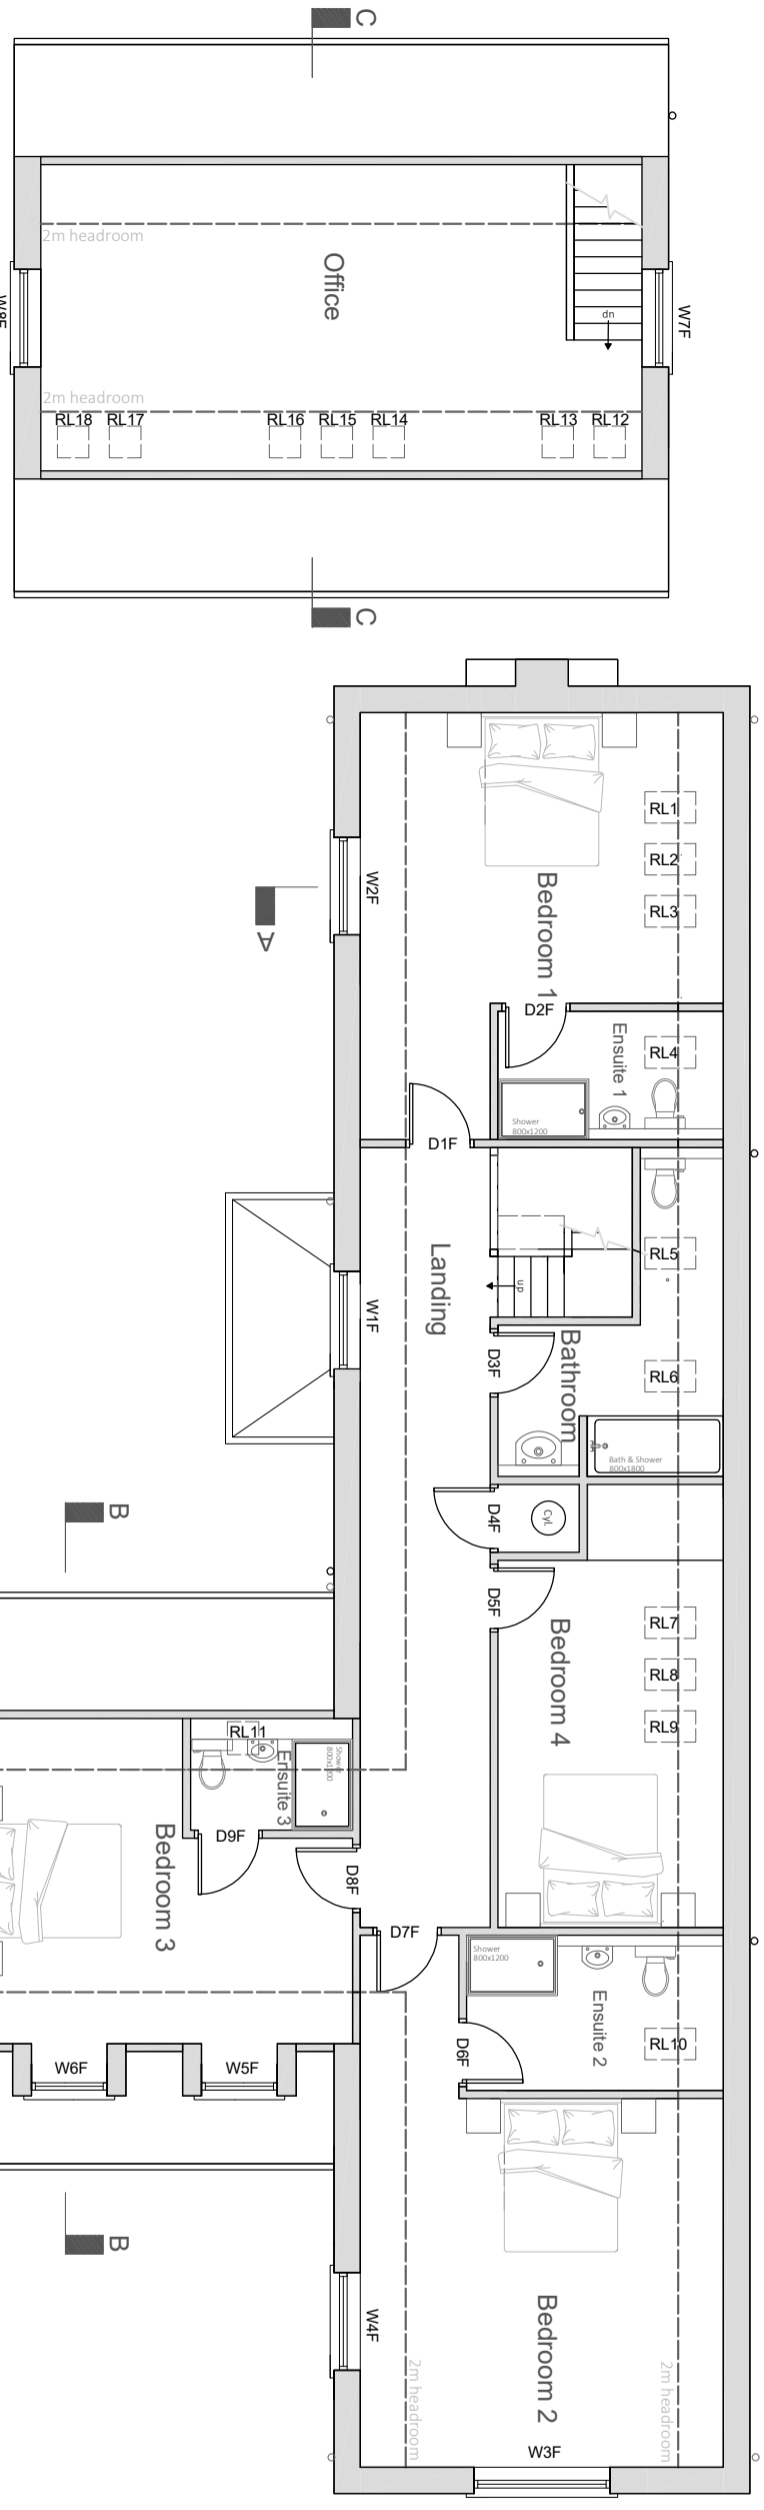 C
W7F
2m headroom
Office
dn
W8F
2m headroom
RL18
RL17
RL16
RL15
RL14
RL13
RL12
C
RL1
RL2
RL3
W2F
Bedroom 1
A
D2F
Ensuite 1
RL4
Shower
800x1200
D1F
Landing
RL5
dn
W1F
D3F
Bathroom
RL6
Bath & Shower
800x1800
B
D4F
Cyl.
D5F
Bedroom 4
RL7
RL8
RL9
RL11
Ensuite 3
Shower
D9F
Bedroom 3
D8F
D7F
Shower
800x1200
Ensuite 2
D6F
RL10
W6F
W5F
B
W4F
Bedroom 2
2m headroom
2m headroom
W3F